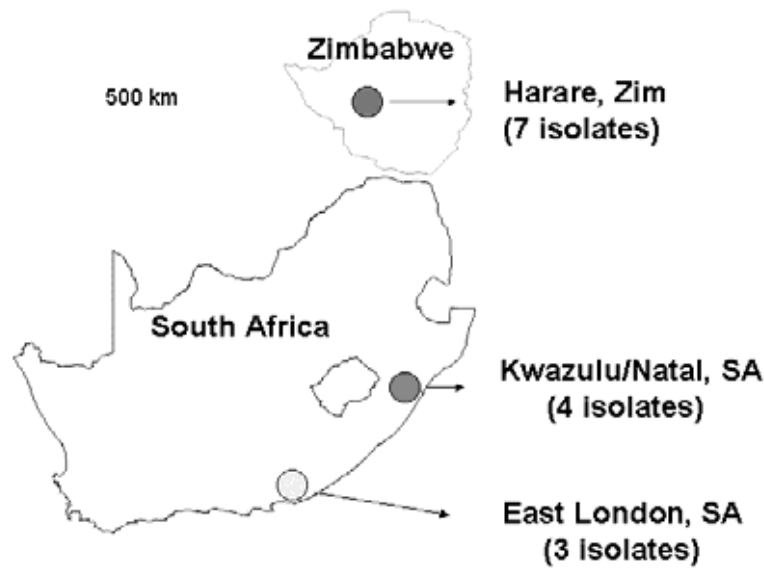 Zimbabwe
500 km
Harare, Zim
(7 isolates)
South Africa
Kwazulu/Natal, SA
(4 isolates)
East London, SA
(3 isolates)